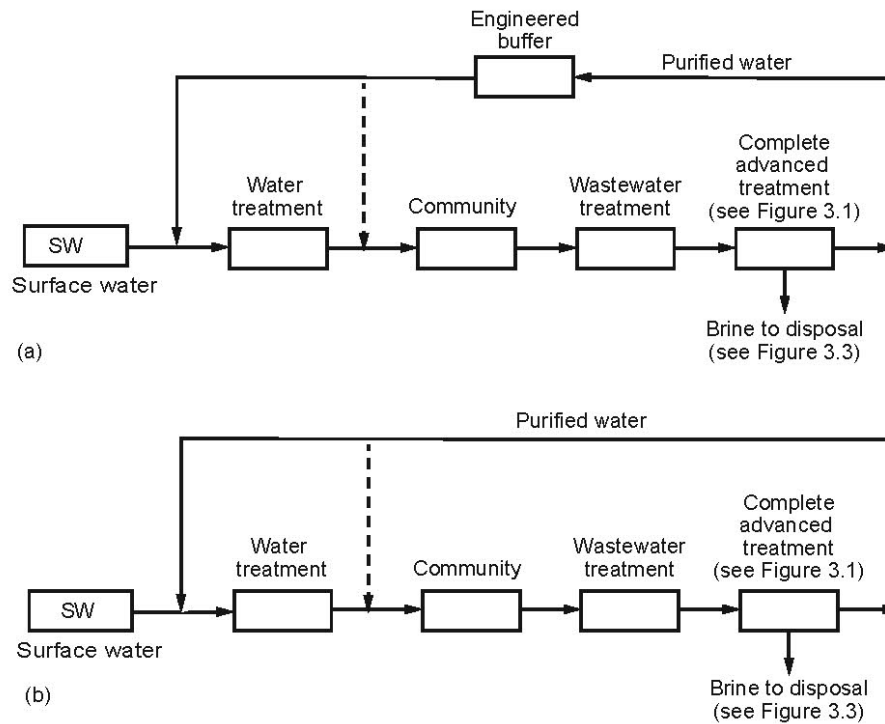 Engineered
buffer
Purified water
Complete
advanced
treatment
(see Figure 3.1)
Water
treatment
Community
Wastewater
treatment
SW
Surface water
Brine to disposal
(see Figure 3.3)
(a)
Purified water
Complete
advanced
treatment
(see Figure 3.1)
Water
treatment
Community
Wastewater
treatment
SW
Surface water
Brine to disposal
(see Figure 3.3)
(b)